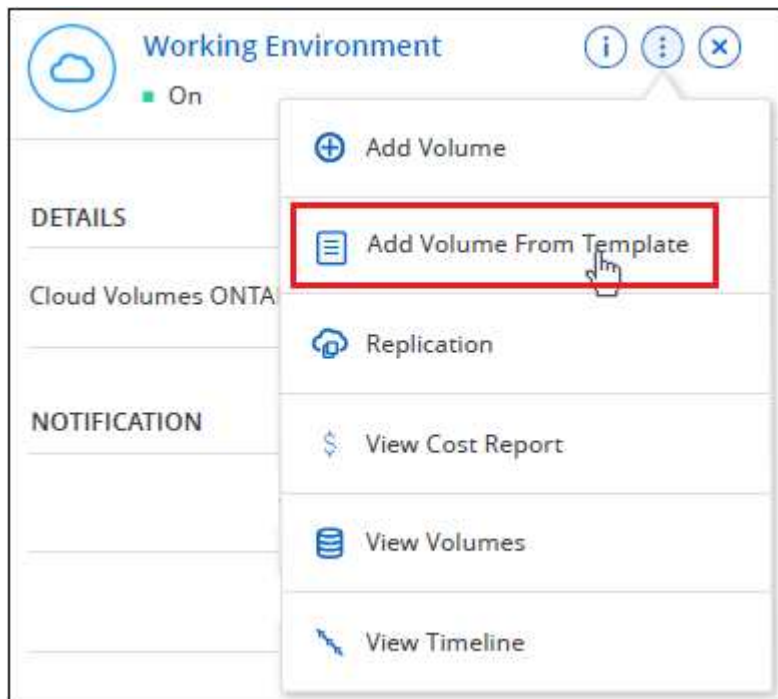 Working Environment
On
Add Volume
DETAILS
Add Volume From Template
Cloud Volumes ONTA
Replication
NOTIFICATION
View Cost Report
View Volumes
View Timeline